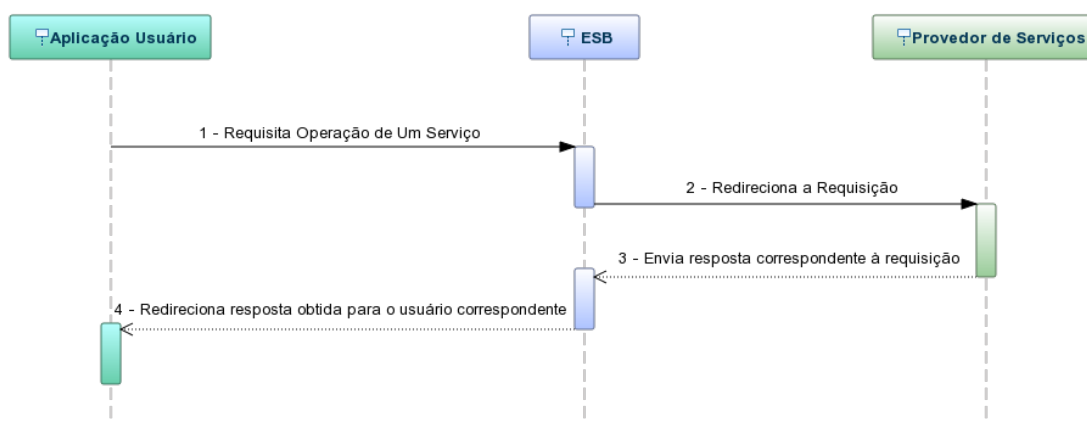 Aplicação Usuário
ESB
Provedor de Serviços
1 - Requisita Operação de Um Serviço
2 - Redireciona a Requisição
3 - Envia resposta correspondente à requisição
4 - Redireciona resposta obtida para o usuário correspondente